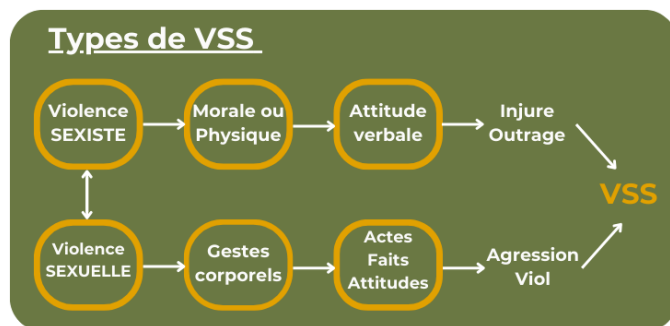 Types de VSS
Violence
SEXISTE
Morale ou
Physique
Attitude
verbale
Injure
Outrage
VSS
Violence
SEXUELLE
Gestes
corporels
Actes
Faits
Attitudes
Agression
Viol